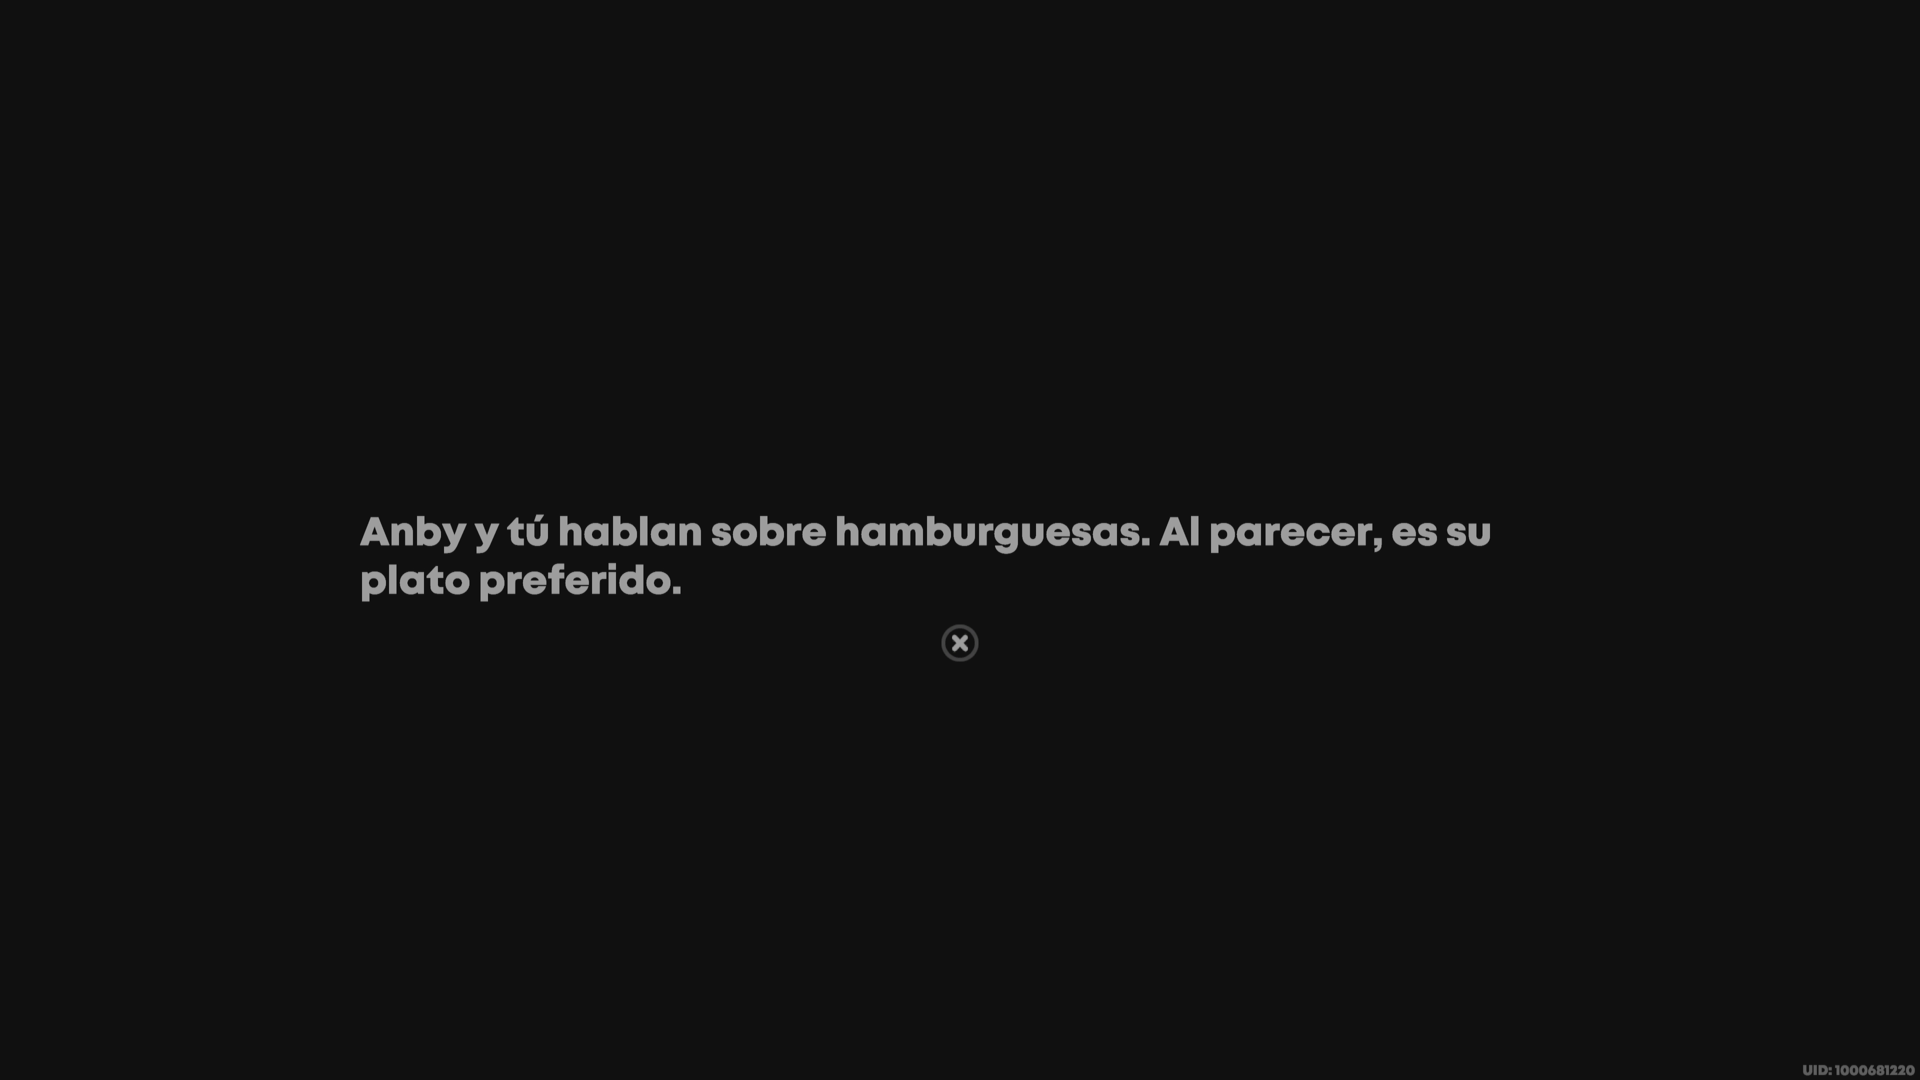 Anby y tú hablan sobre hamburguesas. Al parecer, es su
plato preferido.
UID: 1000681220